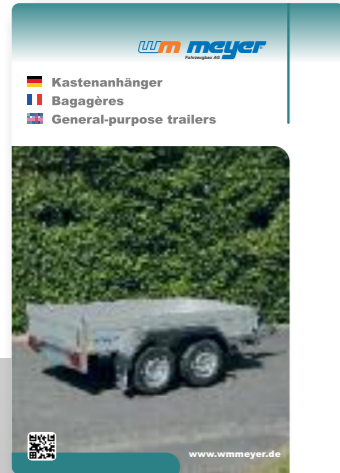 wm meyer
Fahrzeugbau AG
Kastenanhänger
Bagagères
General-purpose trailers
www.wmmeyer.de